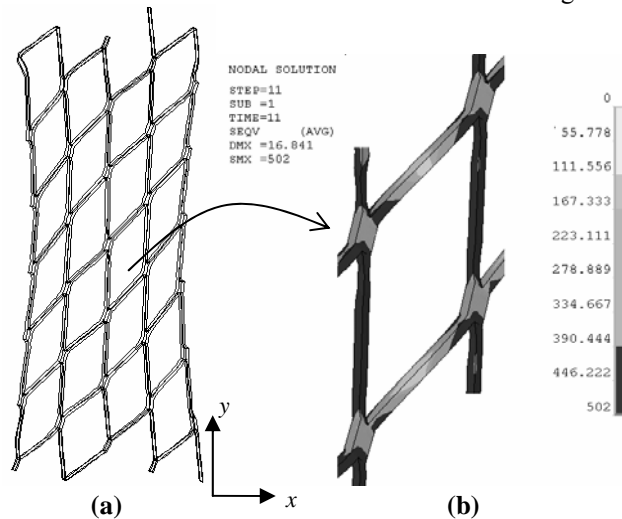 g
NODAL SOLUTION
STEP=11
SUB =1
TIME=11
SEQV (AVG)
DMX =16.841
SMX =502
0
55.778
111.556
167.333
223.111
278.889
334.667
390.444
446.222
502
y
x
(a)
(b)